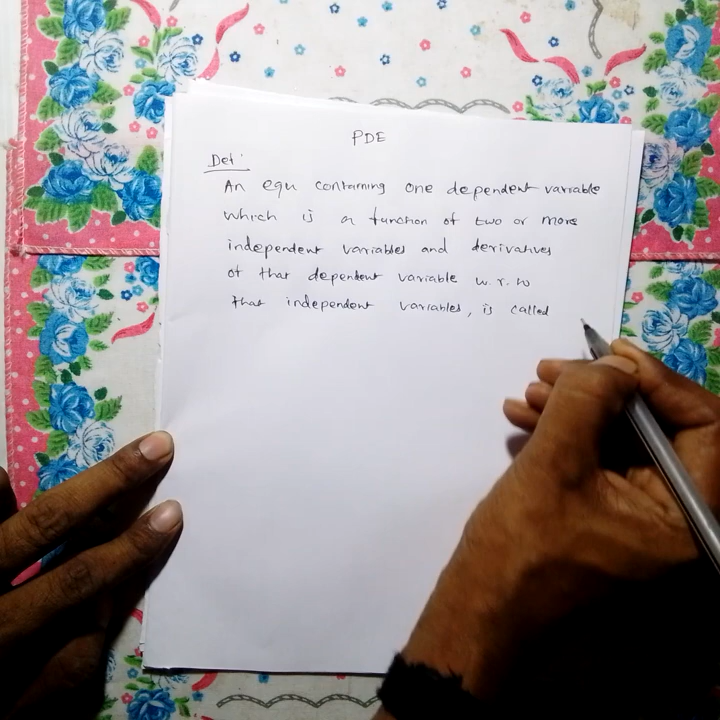 PDE
Def:
An equ containing one dependent variable
which is a function of two or more
independent variables and derivatives
of that dependent variable w.r.to
that independent variables, is called